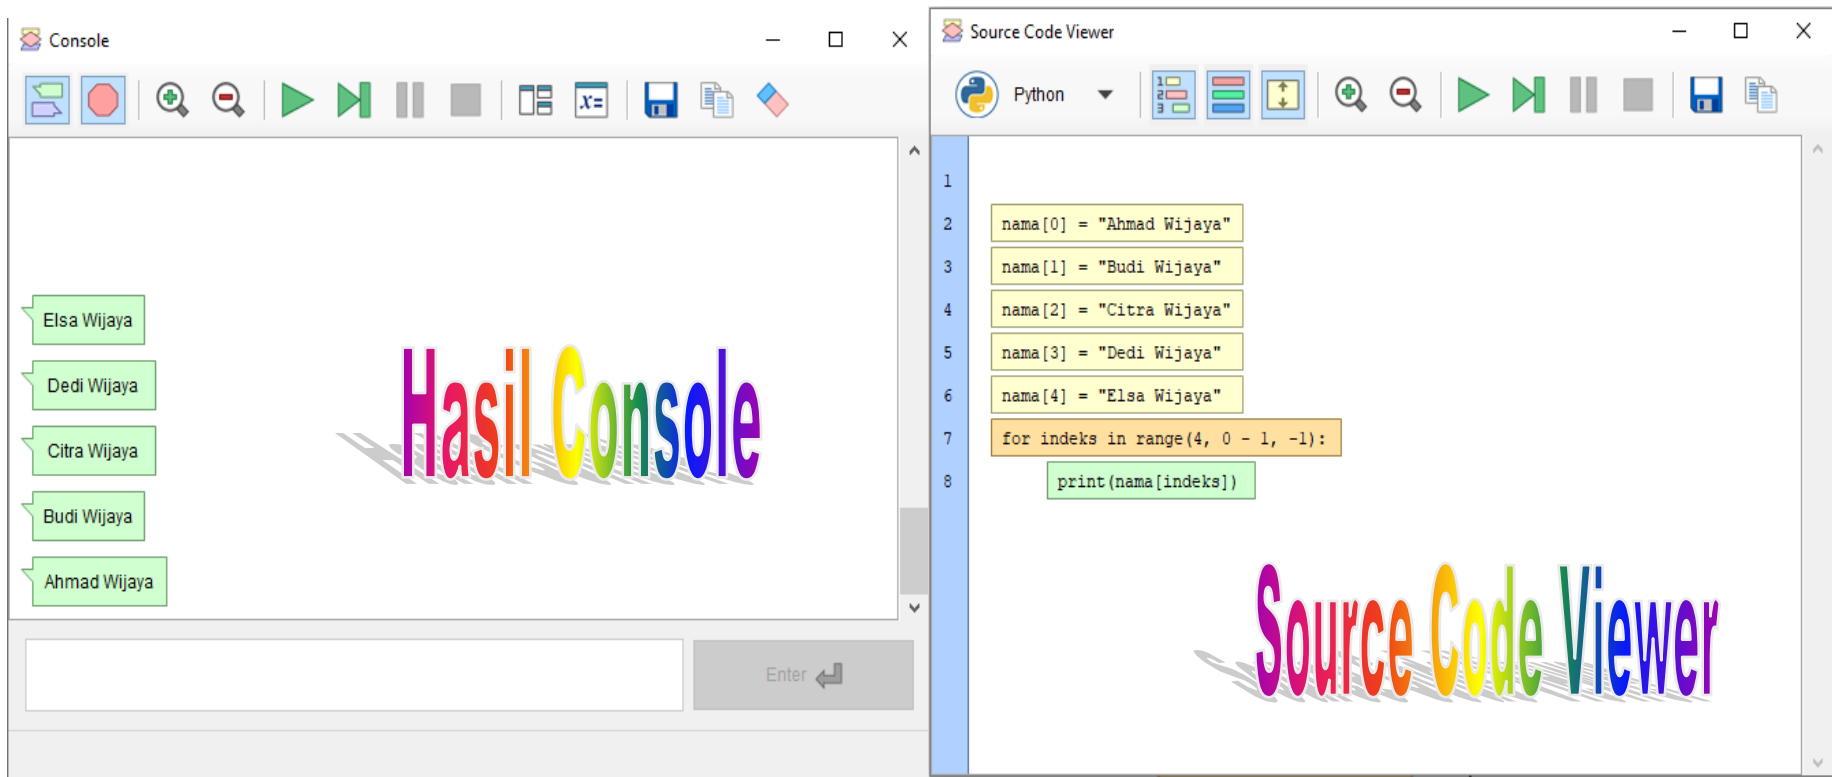 Console
Elsa Wijaya
Dedi Wijaya
Citra Wijaya
Budi Wijaya
Ahmad Wijaya
Hasil Console
Enter
Source Code Viewer
Python
1
2 nama[0] = "Ahmad Wijaya"
3 nama[1] = "Budi Wijaya"
4 nama[2] = "Citra Wijaya"
5 nama[3] = "Dedi Wijaya"
6 nama[4] = "Elsa Wijaya"
7 for indeks in range(4, 0 - 1, -1):
8 print(nama[indeks])
Source Code Viewer